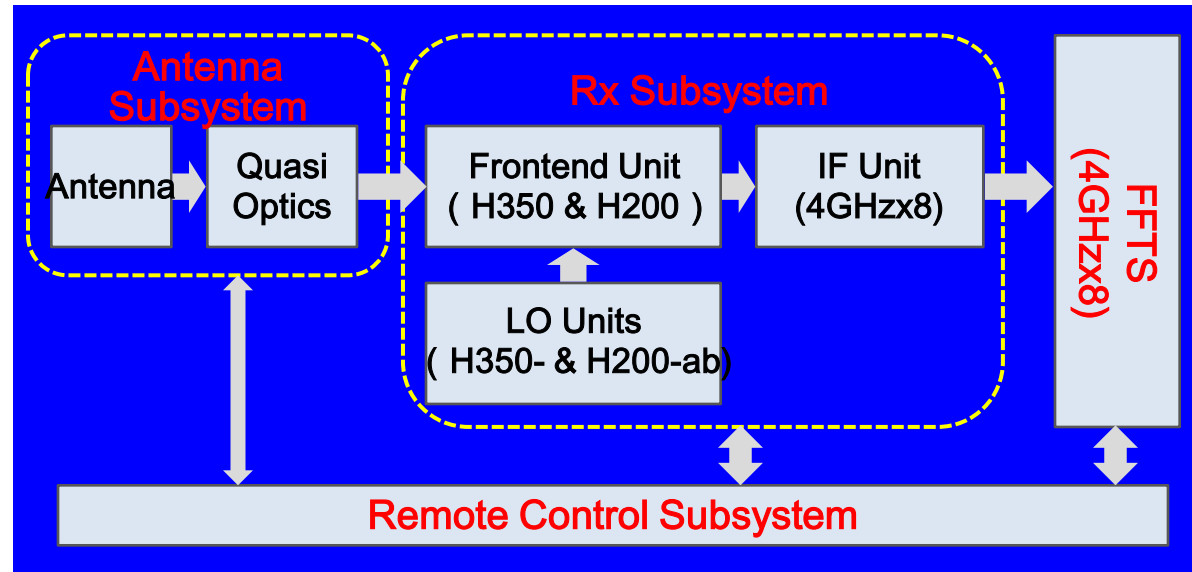 Antenna
Subsystem
Antenna
Quasi
Optics
Rx Subsystem
Frontend Unit
( H350 & H200 )
IF Unit
(4GHzx8)
LO Units
( H350- & H200-ab)
FFTS
(4GHzx8)
Remote Control Subsystem